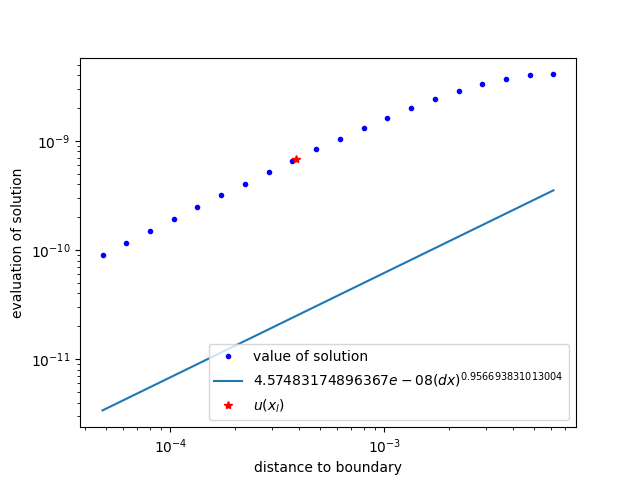 10⁻⁹
10⁻¹⁰
10⁻¹¹
evaluation of solution
value of solution
4.57483174896367e − 08(dx)^0.956693831013004
u(x_l)
10⁻⁴
10⁻³
distance to boundary